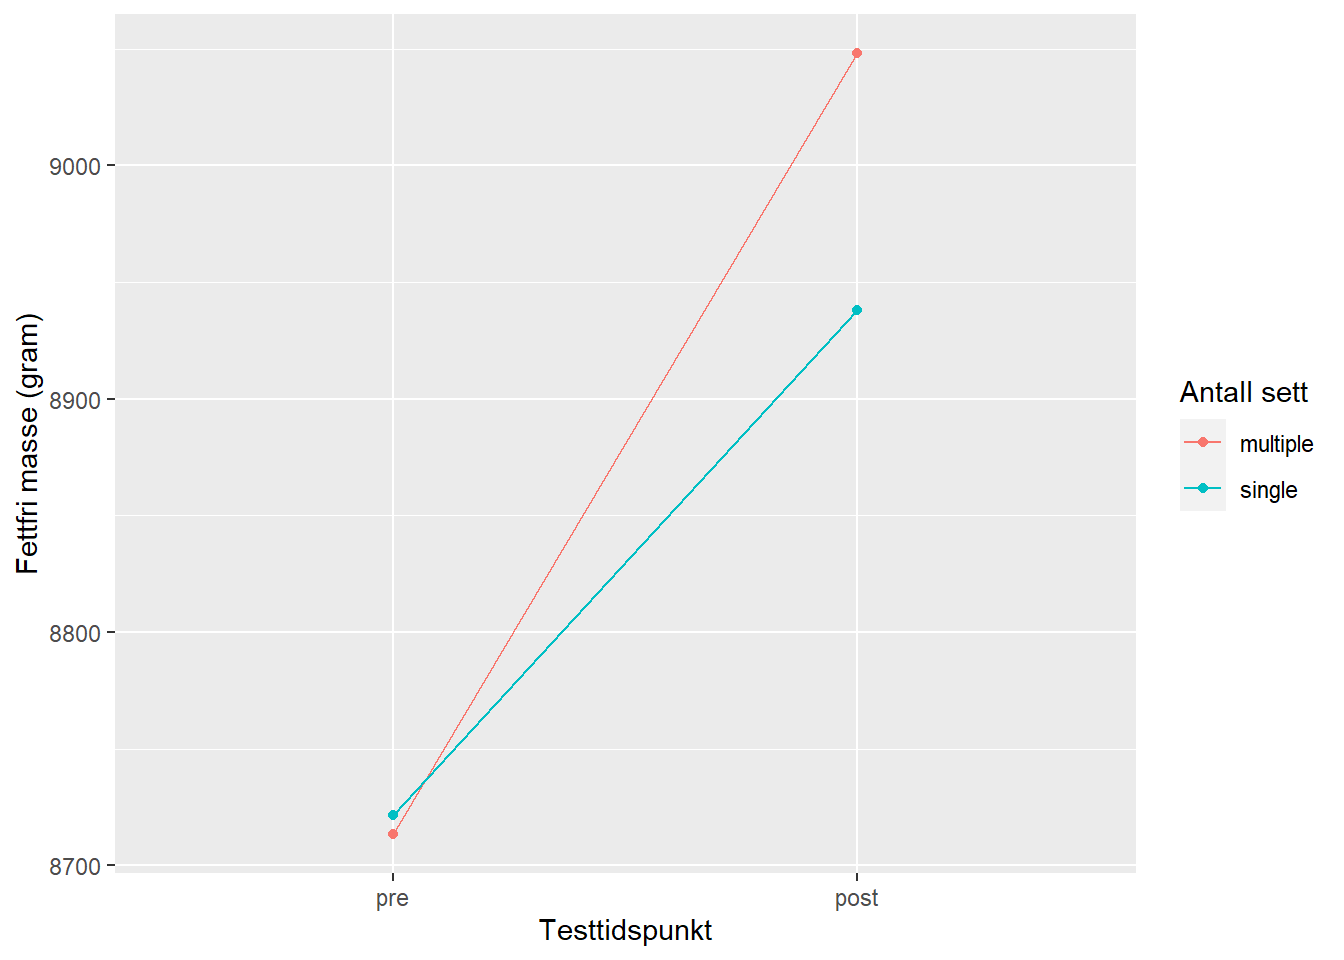 9000
8900
8800
8700
Fettfri masse (gram)
pre
post
Testtidspunkt
Antall sett
multiple
single